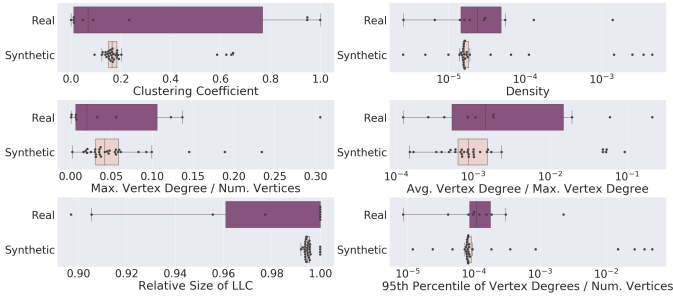 Real
Synthetic
0.0 0.2 0.4 0.6 0.8 1.0
Clustering Coefficient
Real
Synthetic
10⁻⁵ 10⁻⁴ 10⁻³
Density
Real
Synthetic
0.00 0.05 0.10 0.15 0.20 0.25 0.30
Max. Vertex Degree / Num. Vertices
Real
Synthetic
10⁻⁴ 10⁻³ 10⁻² 10⁻¹
Avg. Vertex Degree / Max. Vertex Degree
Real
Synthetic
0.90 0.92 0.94 0.96 0.98 1.00
Relative Size of LLC
Real
Synthetic
10⁻⁵ 10⁻⁴ 10⁻³ 10⁻²
95th Percentile of Vertex Degrees / Num. Vertices